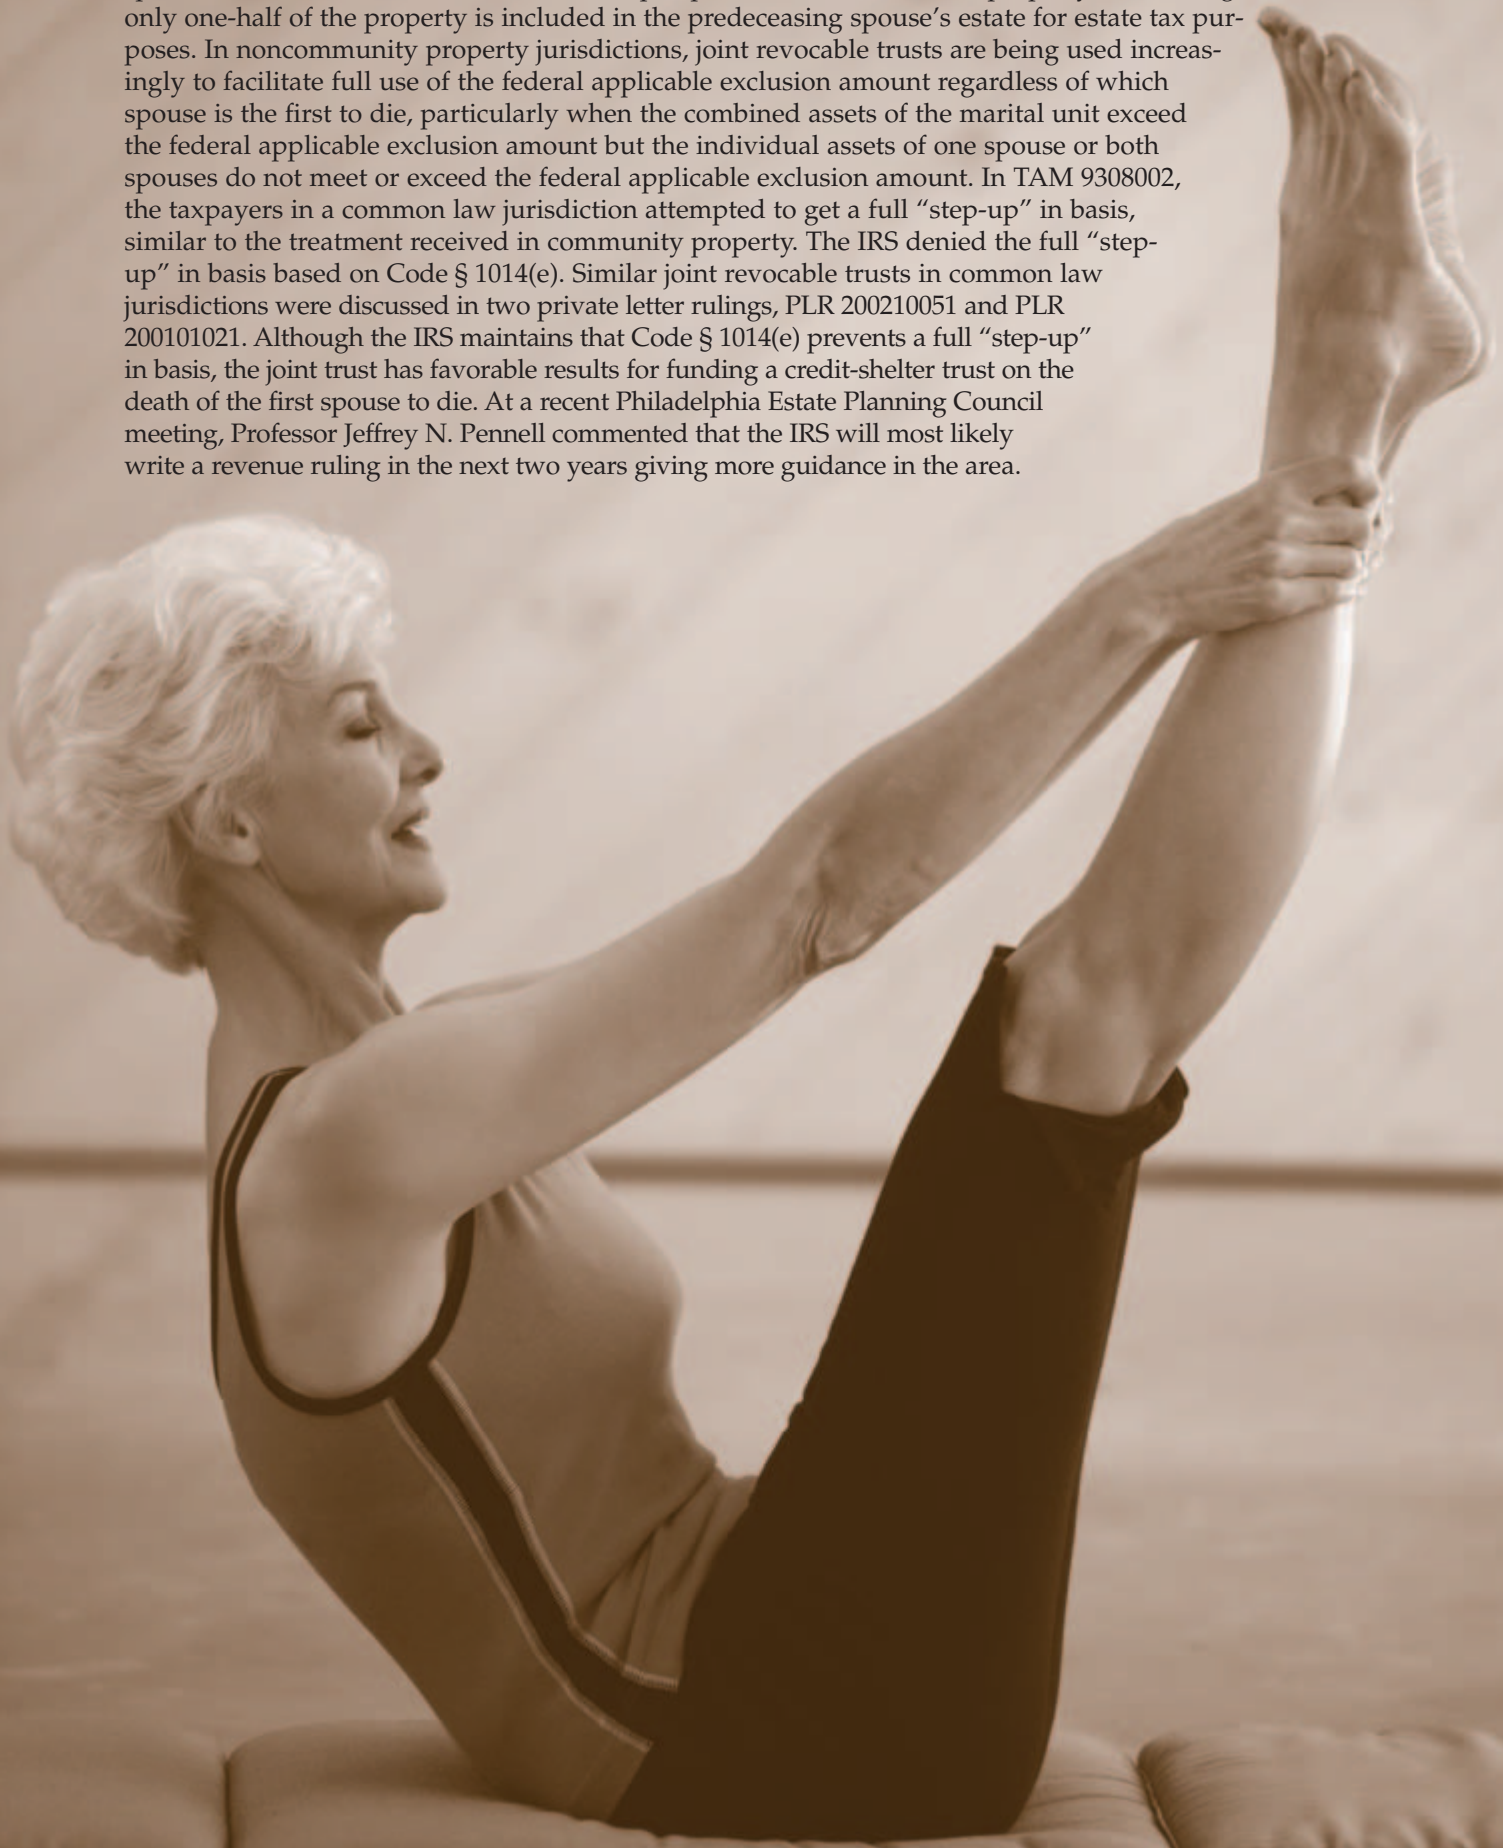 only one-half of the property is included in the predeceasing spouse’s estate for estate tax pur-
poses. In noncommunity property jurisdictions, joint revocable trusts are being used increas-
ingly to facilitate full use of the federal applicable exclusion amount regardless of which
spouse is the first to die, particularly when the combined assets of the marital unit exceed
the federal applicable exclusion amount but the individual assets of one spouse or both
spouses do not meet or exceed the federal applicable exclusion amount. In TAM 9308002,
the taxpayers in a common law jurisdiction attempted to get a full “step-up” in basis,
similar to the treatment received in community property. The IRS denied the full “step-
up” in basis based on Code § 1014(e). Similar joint revocable trusts in common law
jurisdictions were discussed in two private letter rulings, PLR 200210051 and PLR
200101021. Although the IRS maintains that Code § 1014(e) prevents a full “step-up”
in basis, the joint trust has favorable results for funding a credit-shelter trust on the
death of the first spouse to die. At a recent Philadelphia Estate Planning Council
meeting, Professor Jeffrey N. Pennell commented that the IRS will most likely
write a revenue ruling in the next two years giving more guidance in the area.